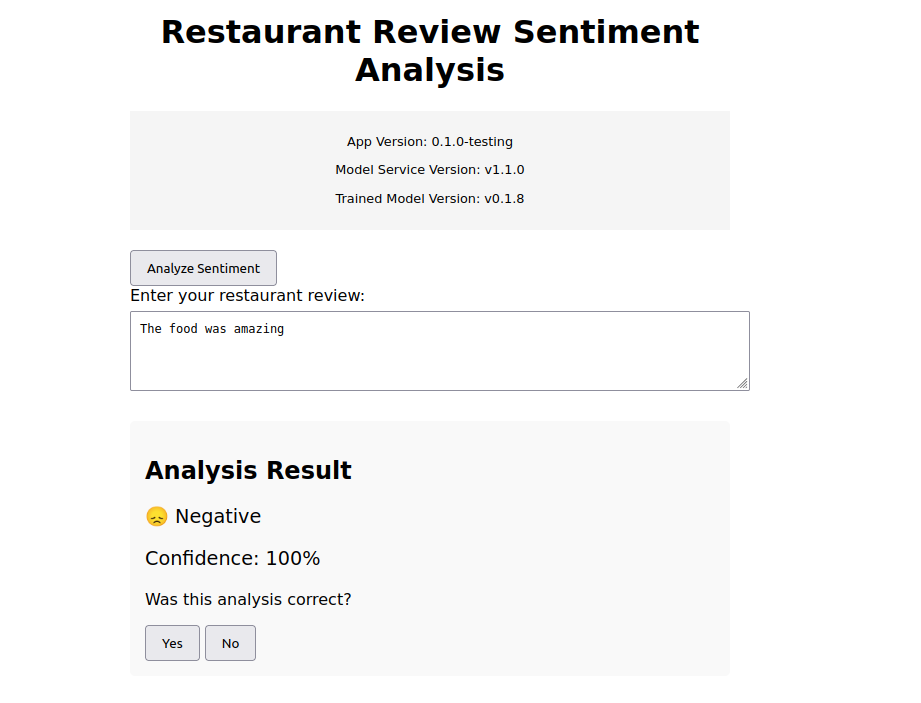 Restaurant Review Sentiment
Analysis
App Version: 0.1.0-testing
Model Service Version: v1.1.0
Trained Model Version: v0.1.8
Analyze Sentiment
Enter your restaurant review:
The food was amazing
Analysis Result
😞 Negative
Confidence: 100%
Was this analysis correct?
Yes No